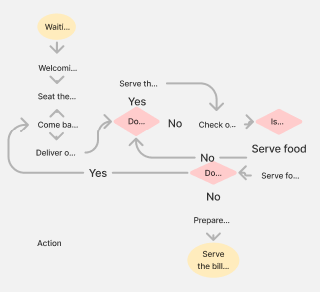 Waiti...
Welcomi...
Seat the...
Serve th...
Yes
Do...
No
Come ba...
Check o...
Is...
Deliver o...
No
Serve food
Yes
Do...
Serve fo...
No
Prepare...
Action
Serve
the bill...